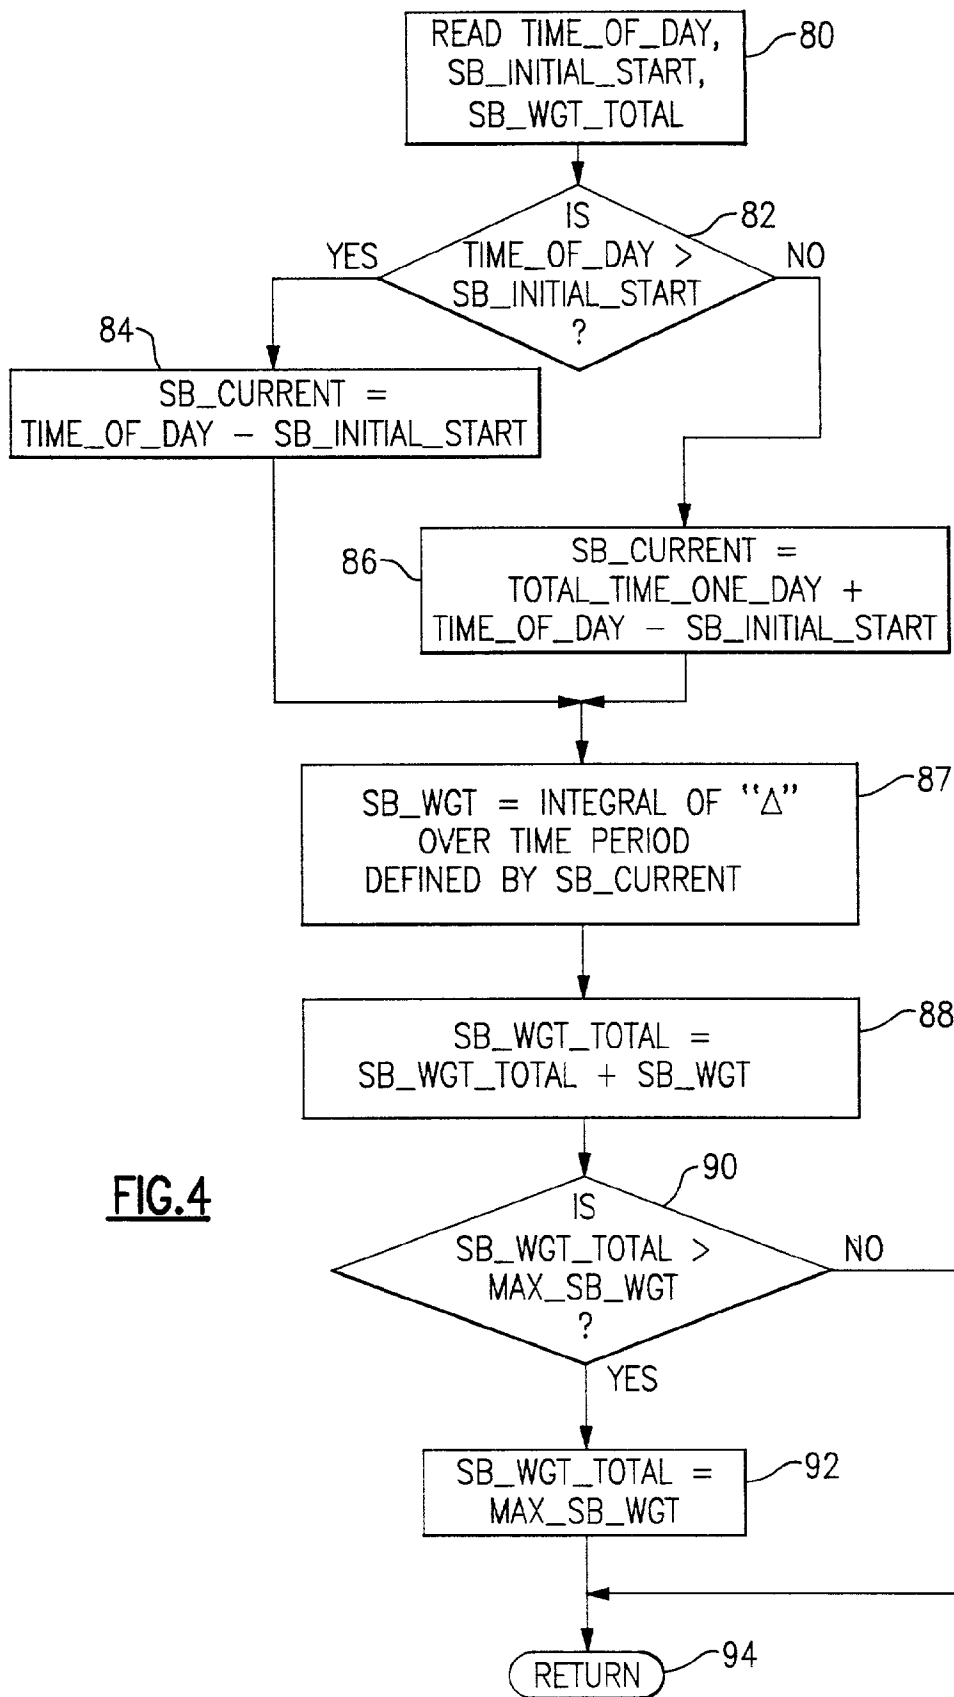 READ TIME_OF_DAY,
SB_INITIAL_START,
SB_WGT_TOTAL
80
IS
TIME_OF_DAY >
SB_INITIAL_START
?
82
YES
NO
84
SB_CURRENT =
TIME_OF_DAY – SB_INITIAL_START
86
SB_CURRENT =
TOTAL_TIME_ONE_DAY +
TIME_OF_DAY – SB_INITIAL_START
SB_WGT = INTEGRAL OF "Δ"
OVER TIME PERIOD
DEFINED BY SB_CURRENT
87
SB_WGT_TOTAL =
SB_WGT_TOTAL + SB_WGT
88
FIG.4
IS
SB_WGT_TOTAL >
MAX_SB_WGT
?
90
NO
YES
SB_WGT_TOTAL =
MAX_SB_WGT
92
RETURN
94